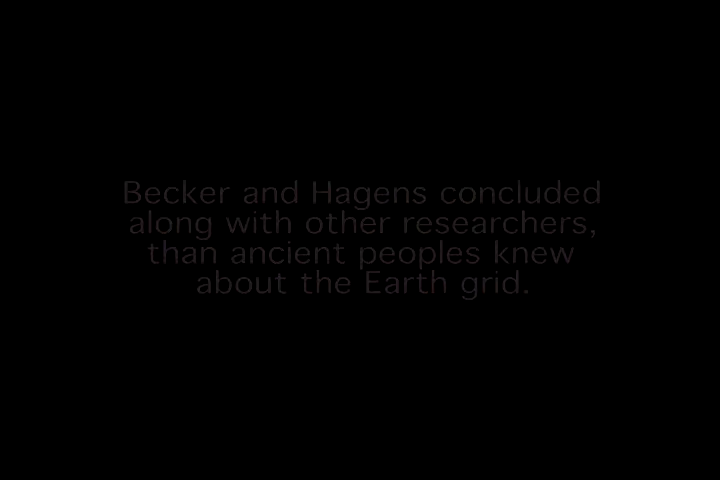 Becker and Hagens concluded
along with other researchers,
than ancient peoples knew
about the Earth grid.